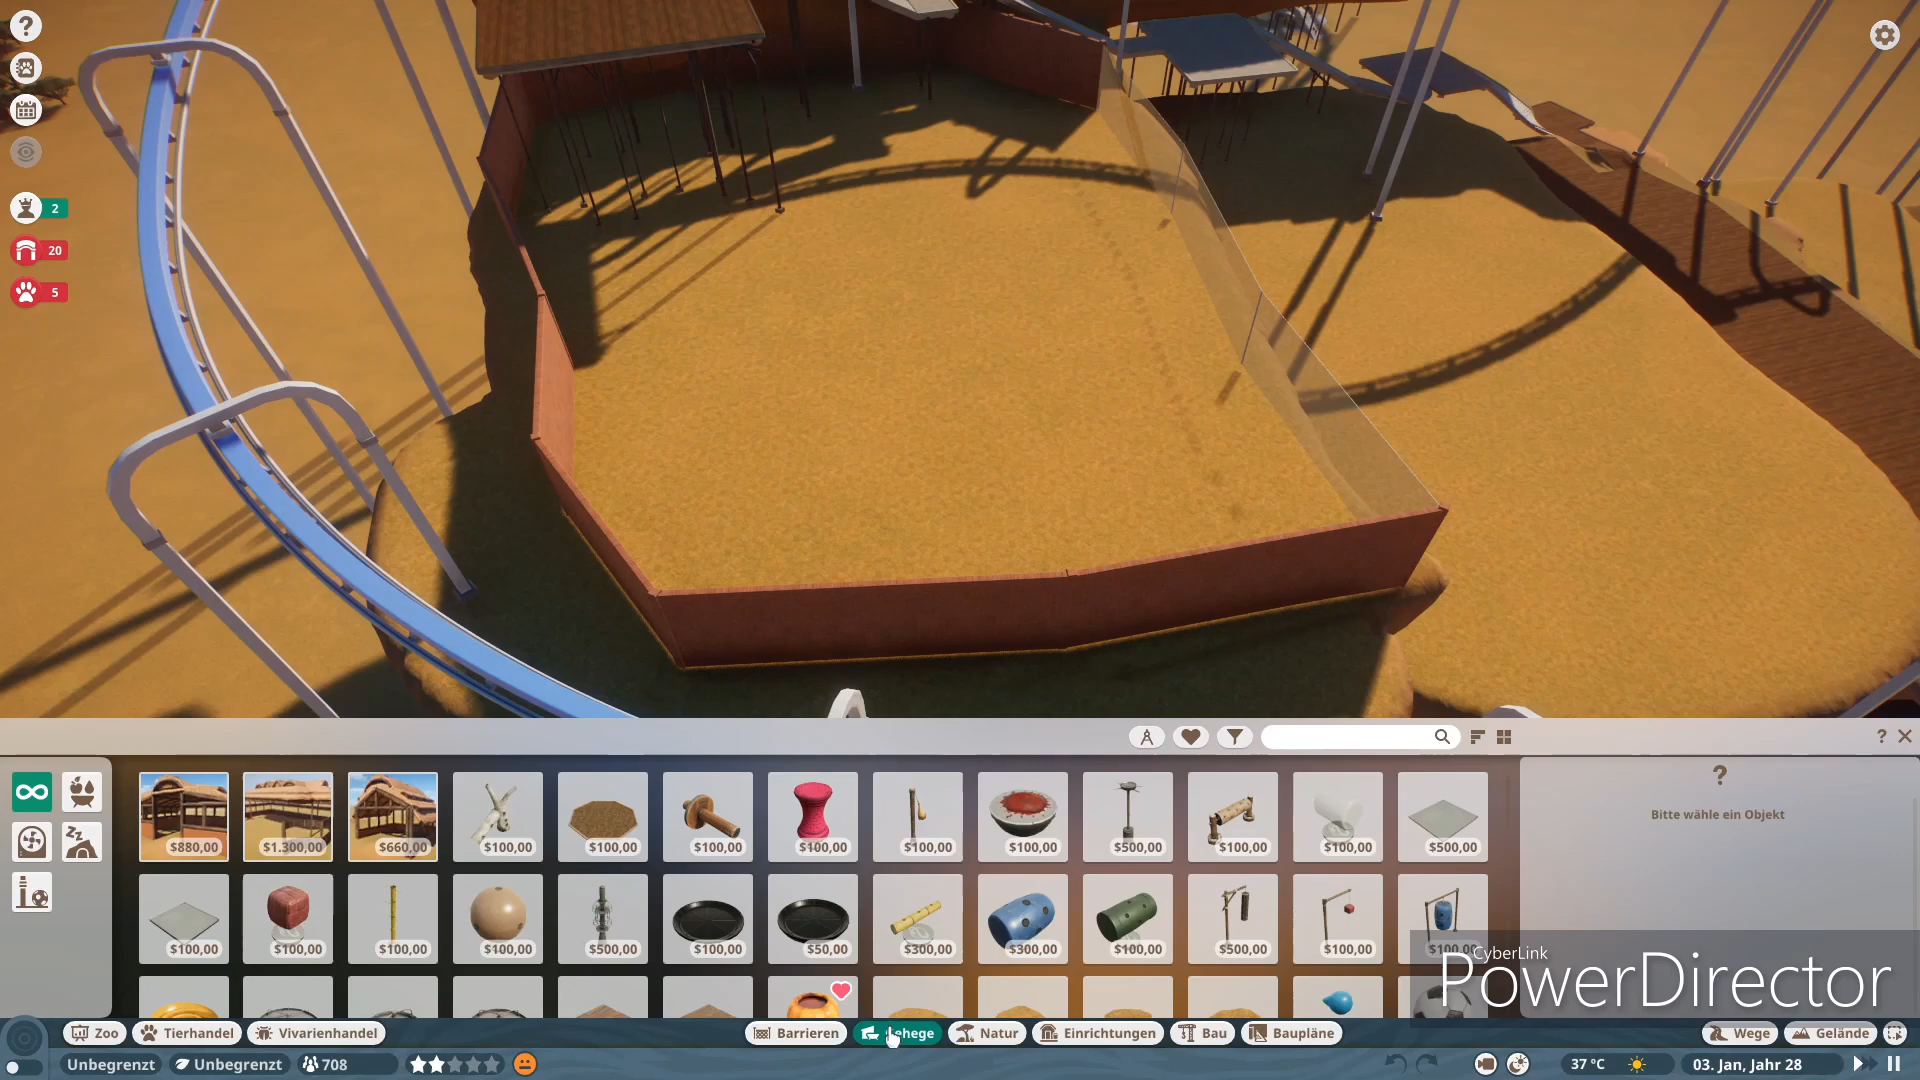 ?
2
20
5
?
$880,00
$1.300,00
$660,00
$100,00
$100,00
$100,00
$100,00
$100,00
$100,00
$500,00
$100,00
$100,00
$500,00
$100,00
$100,00
$100,00
$100,00
$500,00
$100,00
$50,00
$300,00
$300,00
$100,00
$500,00
$100,00
$100,00
?
Bitte wähle ein Objekt
CyberLink
PowerDirector
Zoo
Tierhandel
Vivarienhandel
Barrieren
Natur
Einrichtungen
Bau
Baupläne
Wege
Gelände
Unbegrenzt
Unbegrenzt
708
37 °C
03. Jan, Jahr 28